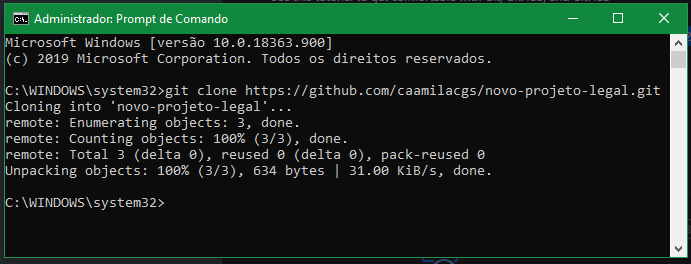 Administrador: Prompt de Comando
Microsoft Windows [versão 10.0.18363.900]
(c) 2019 Microsoft Corporation. Todos os direitos reservados.
C:\WINDOWS\system32>git clone https://github.com/caamilacgs/novo-projeto-legal.git
Cloning into 'novo-projeto-legal'...
remote: Enumerating objects: 3, done.
remote: Counting objects: 100% (3/3), done.
remote: Total 3 (delta 0), reused 0 (delta 0), pack-reused 0
Unpacking objects: 100% (3/3), 634 bytes | 31.00 KiB/s, done.
C:\WINDOWS\system32>